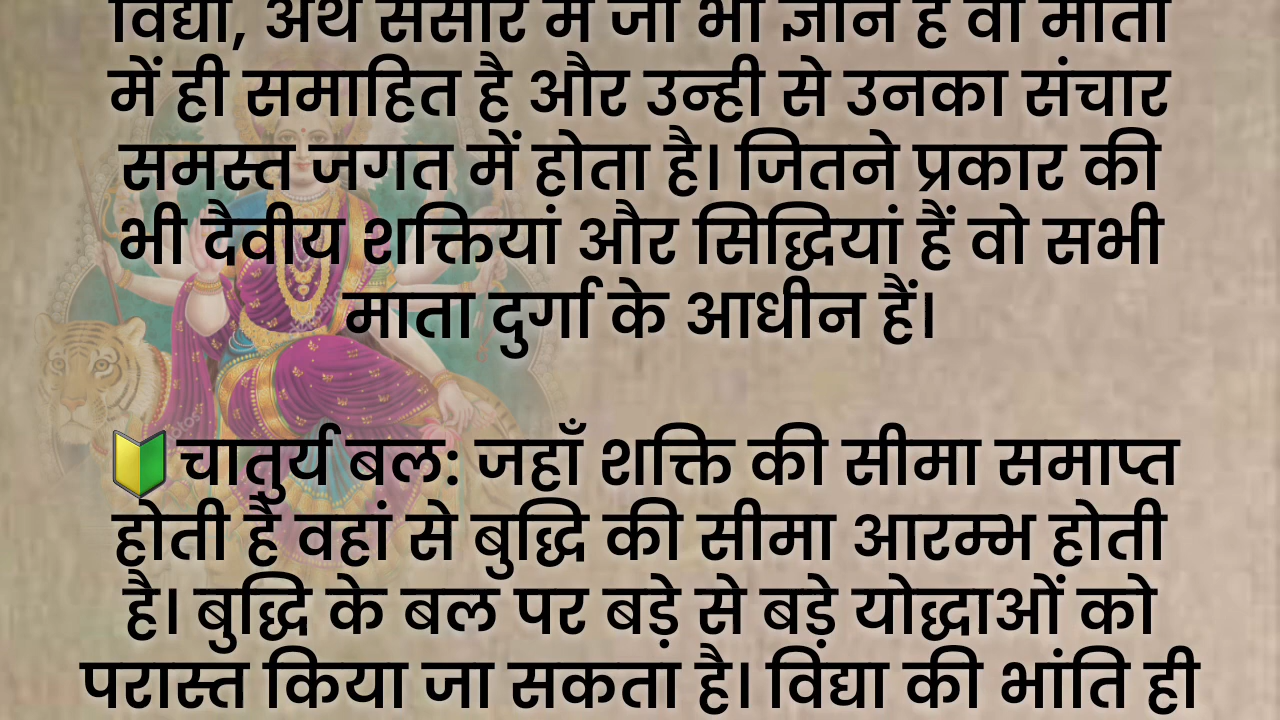 विद्या, अर्थ संसार में जो भी ज्ञान है वो माता
में ही समाहित है और उन्ही से उनका संचार
समस्त जगत में होता है। जितने प्रकार की
भी दैवीय शक्तियां और सिद्धियां हैं वो सभी
माता दुर्गा के आधीन हैं।
🔰चातुर्य बल: जहाँ शक्ति की सीमा समाप्त
होती है वहां से बुद्धि की सीमा आरम्भ होती
है। बुद्धि के बल पर बड़े से बड़े योद्धाओं को
परास्त किया जा सकता है। विद्या की भांति ही